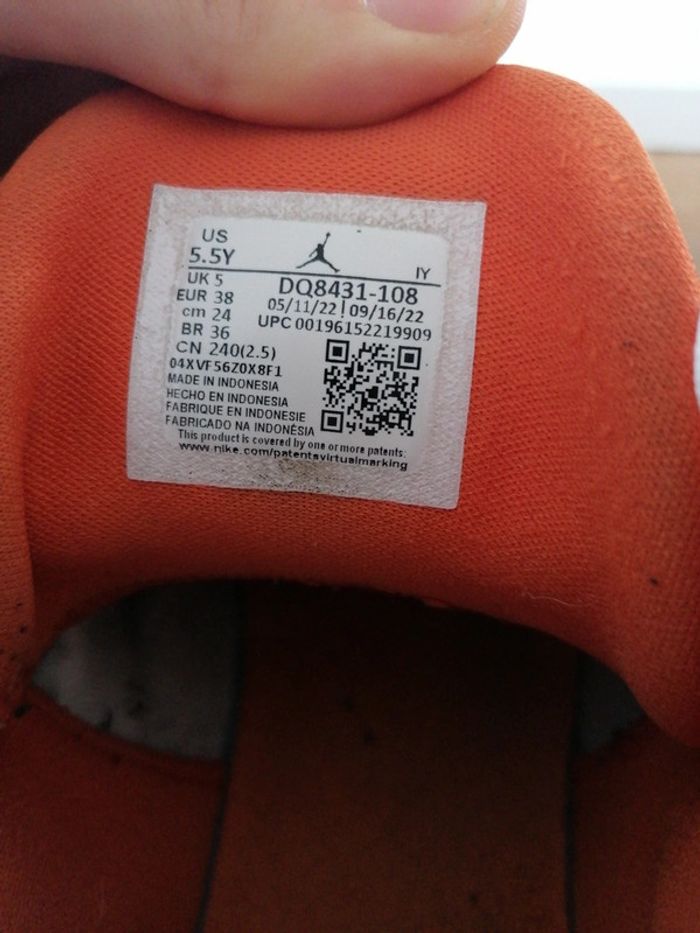 US
5.5Y
IY
UK 5
EUR 38
cm 24
BR 36
CN 240(2.5)
DQ8431-108
05/11/22 | 09/16/22
UPC 00196152219909
04XVF56Z0X8F1
MADE IN INDONESIA
HECHO EN INDONESIA
FABRIQUE EN INDONESIE
FABRICADO NA INDONÉSIA
This product is covered by one or more patents:
www.nike.com/patentsvirtualmarking